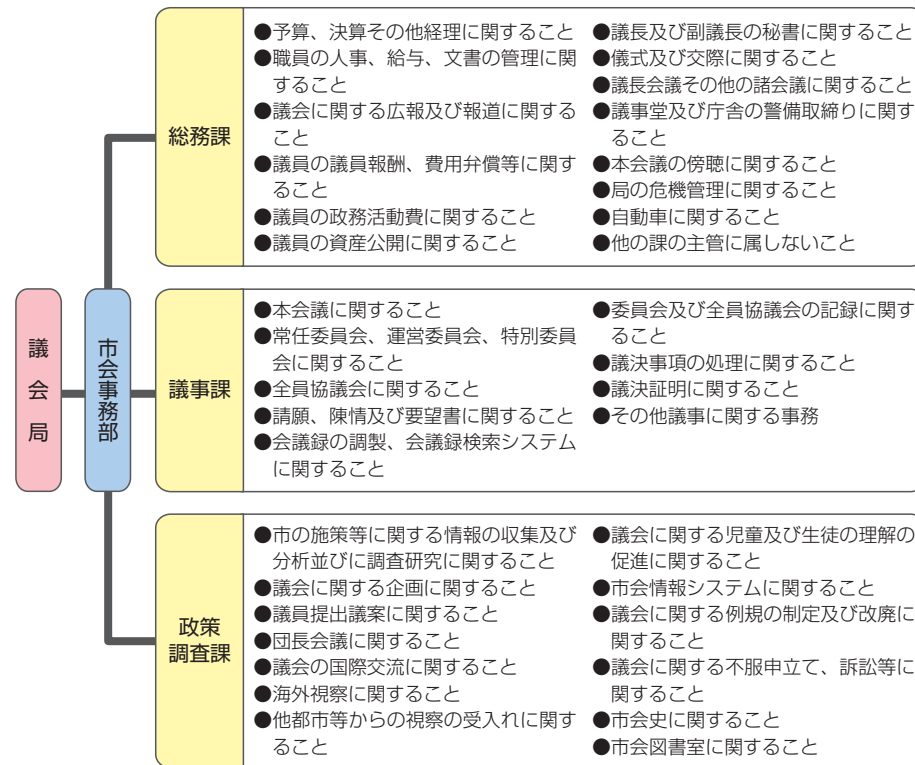 議会局
市会事務部
総務課
●予算、決算その他経理に関すること
●職員の人事、給与、文書の管理に関
すること
●議会に関する広報及び報道に関する
こと
●議員の議員報酬、費用弁償等に関す
ること
●議員の政務活動費に関すること
●議員の資産公開に関すること
●議長及び副議長の秘書に関すること
●儀式及び交際に関すること
●議長会議その他の諸会議に関すること
●議事堂及び庁舎の警備取締りに関す
ること
●本会議の傍聴に関すること
●局の危機管理に関すること
●自動車に関すること
●他の課の主管に属しないこと
議事課
●本会議に関すること
●常任委員会、運営委員会、特別委員
会に関すること
●全員協議会に関すること
●請願、陳情及び要望書に関すること
●会議録の調製、会議録検索システム
に関すること
●委員会及び全員協議会の記録に関す
ること
●議決事項の処理に関すること
●議決証明に関すること
●その他議事に関する事務
政策
調査課
●市の施策等に関する情報の収集及び
分析並びに調査研究に関すること
●議会に関する企画に関すること
●議員提出議案に関すること
●団長会議に関すること
●議会の国際交流に関すること
●海外視察に関すること
●他都市等からの視察の受入れに関す
ること
●議会に関する児童及び生徒の理解の
促進に関すること
●市会情報システムに関すること
●議会に関する例規の制定及び改廃に
関すること
●議会に関する不服申立て、訴訟等に
関すること
●市会史に関すること
●市会図書室に関すること